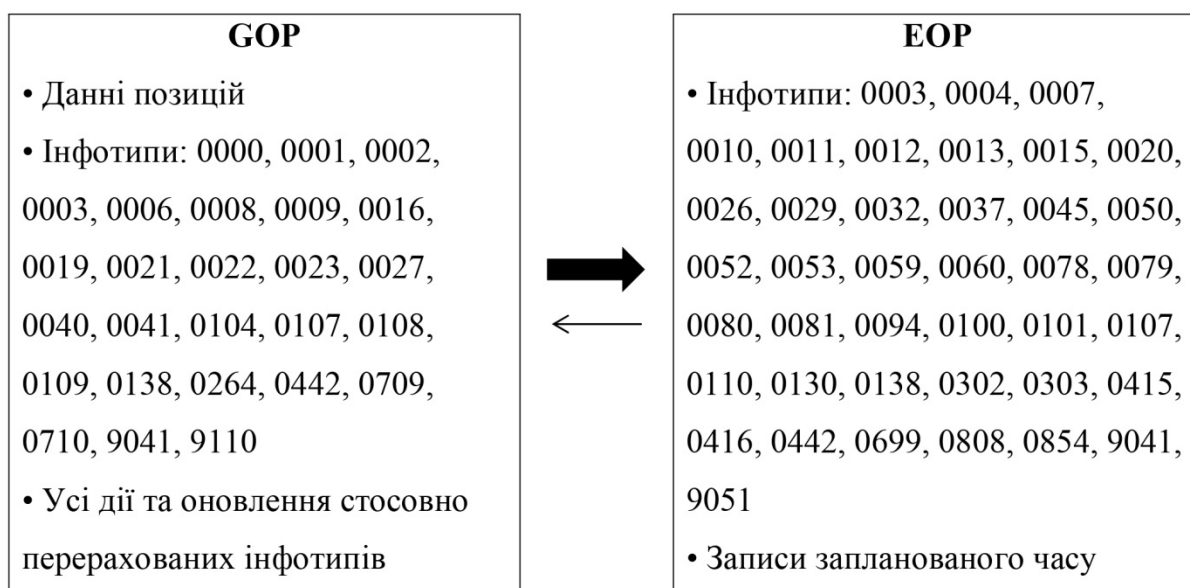 GOP
• Данні позицій
• Інфотипи: 0000, 0001, 0002,
0003, 0006, 0008, 0009, 0016,
0019, 0021, 0022, 0023, 0027,
0040, 0041, 0104, 0107, 0108,
0109, 0138, 0264, 0442, 0709,
0710, 9041, 9110
• Усі дії та оновлення стосовно
перерахованих інфотипів
EOP
• Інфотипи: 0003, 0004, 0007,
0010, 0011, 0012, 0013, 0015, 0020,
0026, 0029, 0032, 0037, 0045, 0050,
0052, 0053, 0059, 0060, 0078, 0079,
0080, 0081, 0094, 0100, 0101, 0107,
0110, 0130, 0138, 0302, 0303, 0415,
0416, 0442, 0699, 0808, 0854, 9041,
9051
• Записи запланованого часу